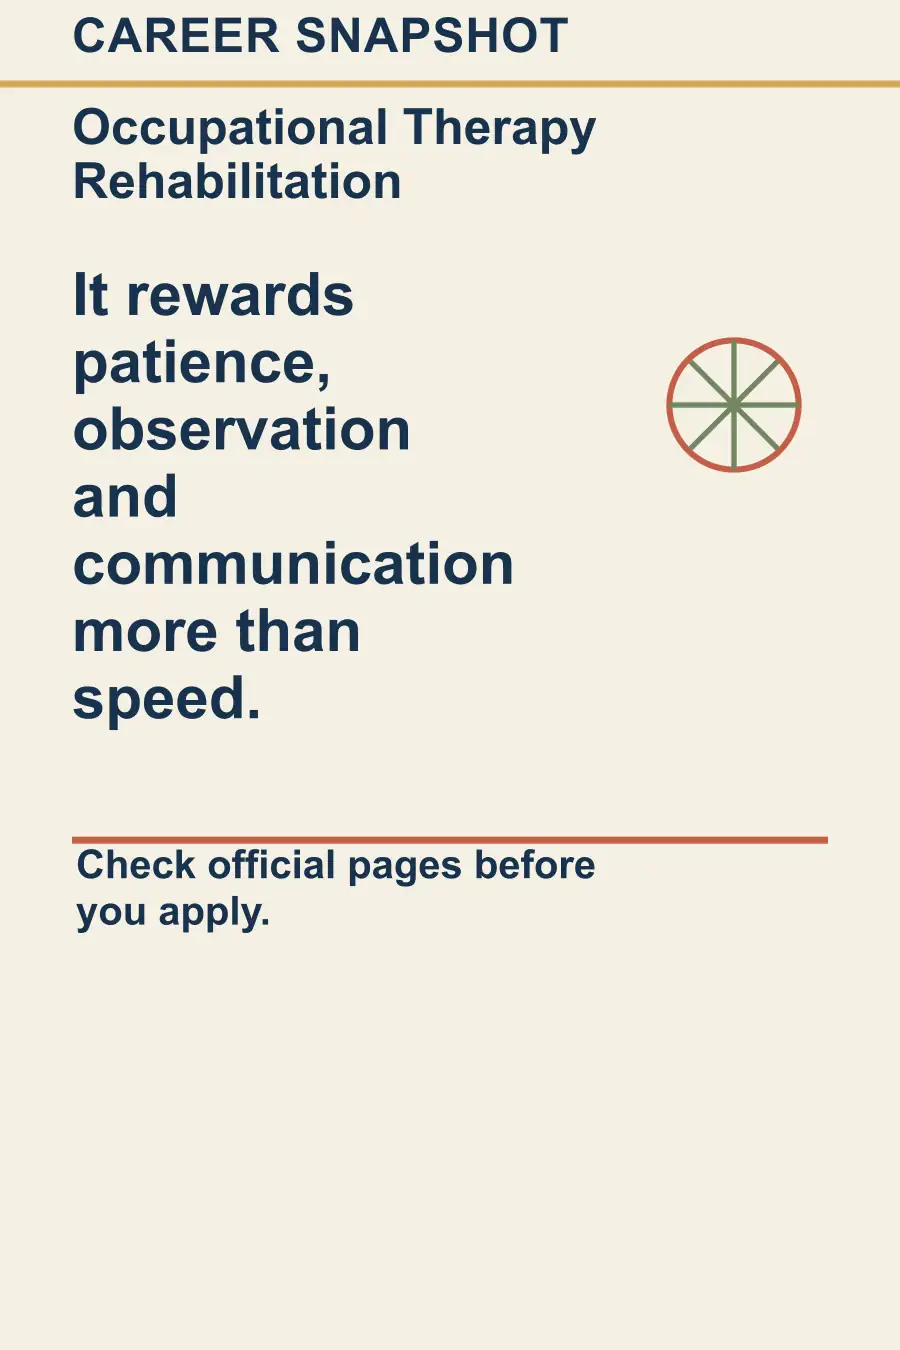 CAREER SNAPSHOT
Occupational Therapy
Rehabilitation
It rewards
patience,
observation
and
communication
more than
speed.
Check official pages before
you apply.